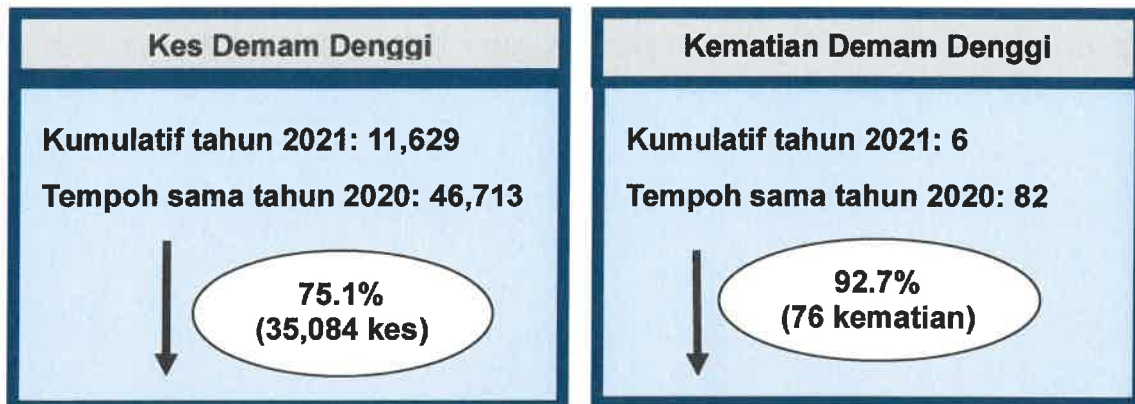 Kes Demam Denggi
Kumulatif tahun 2021: 11,629
Tempoh sama tahun 2020: 46,713
75.1%
(35,084 kes)
Kematian Demam Denggi
Kumulatif tahun 2021: 6
Tempoh sama tahun 2020: 82
92.7%
(76 kematian)